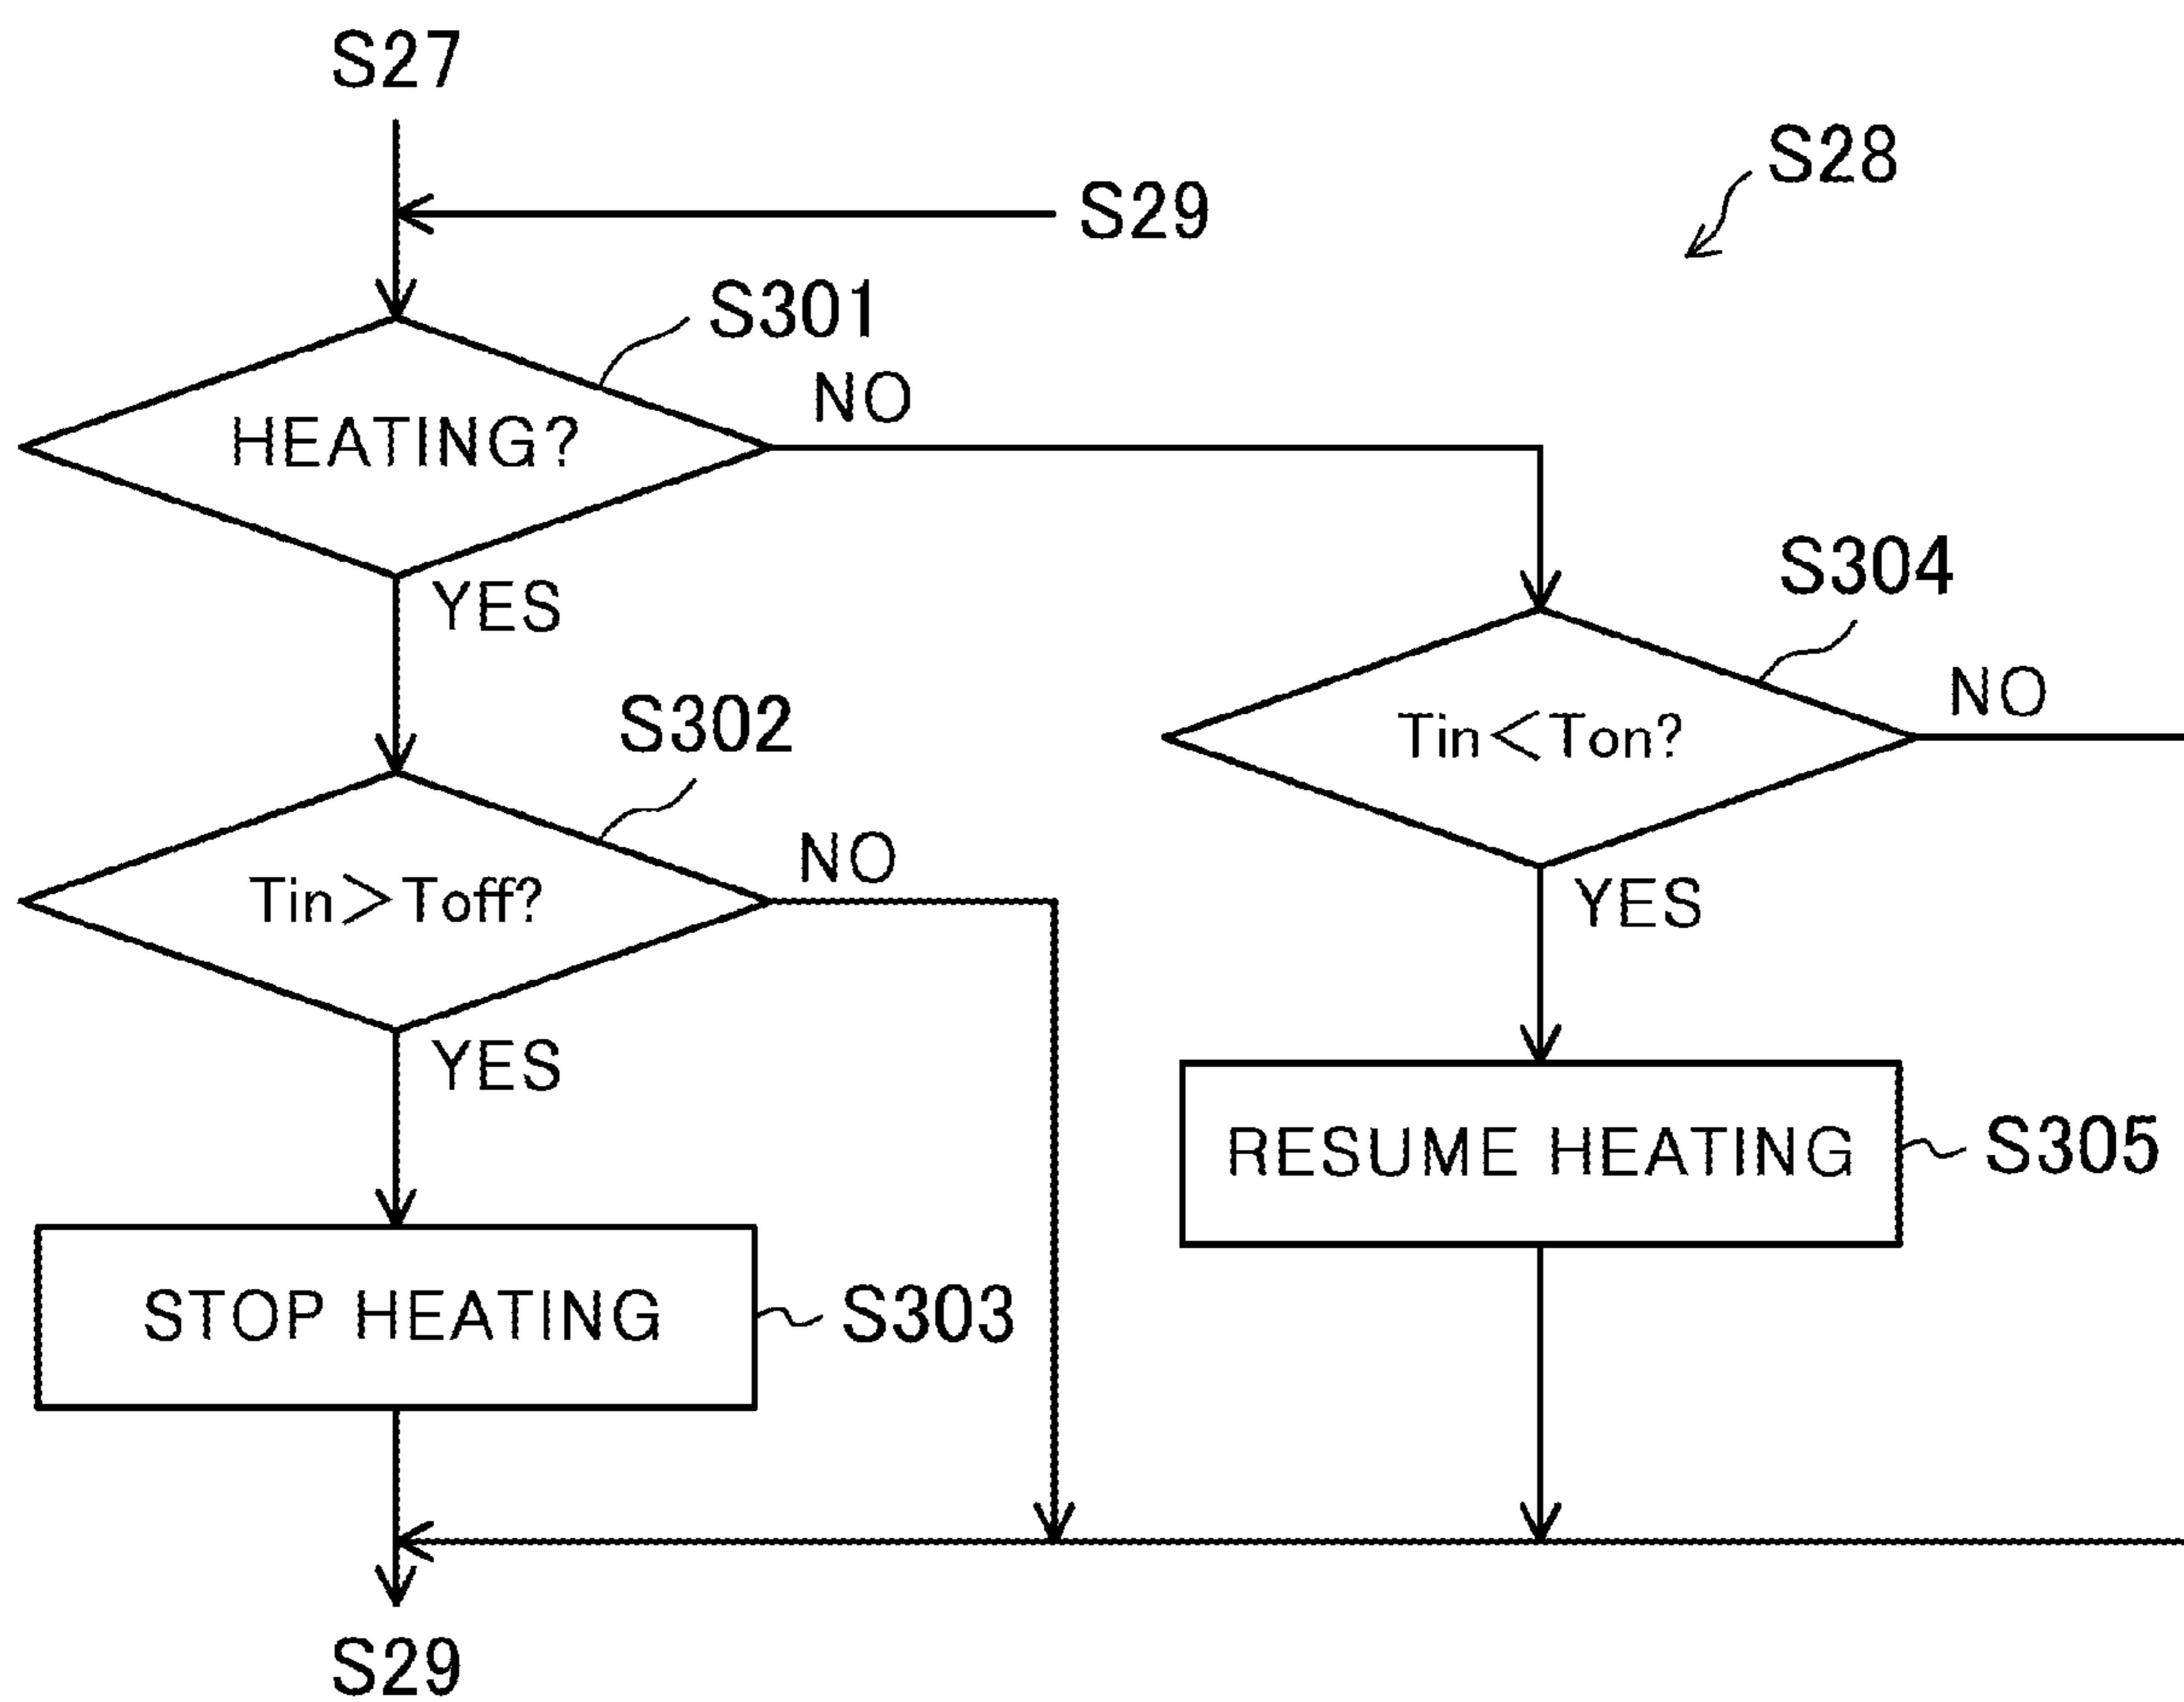 S27
S28
S29
S301
NO
HEATING?
YES
S304
NO
S302
Tin<Ton?
NO
Tin>Toff?
YES
YES
S305
RESUME HEATING
STOP HEATING
S303
S29